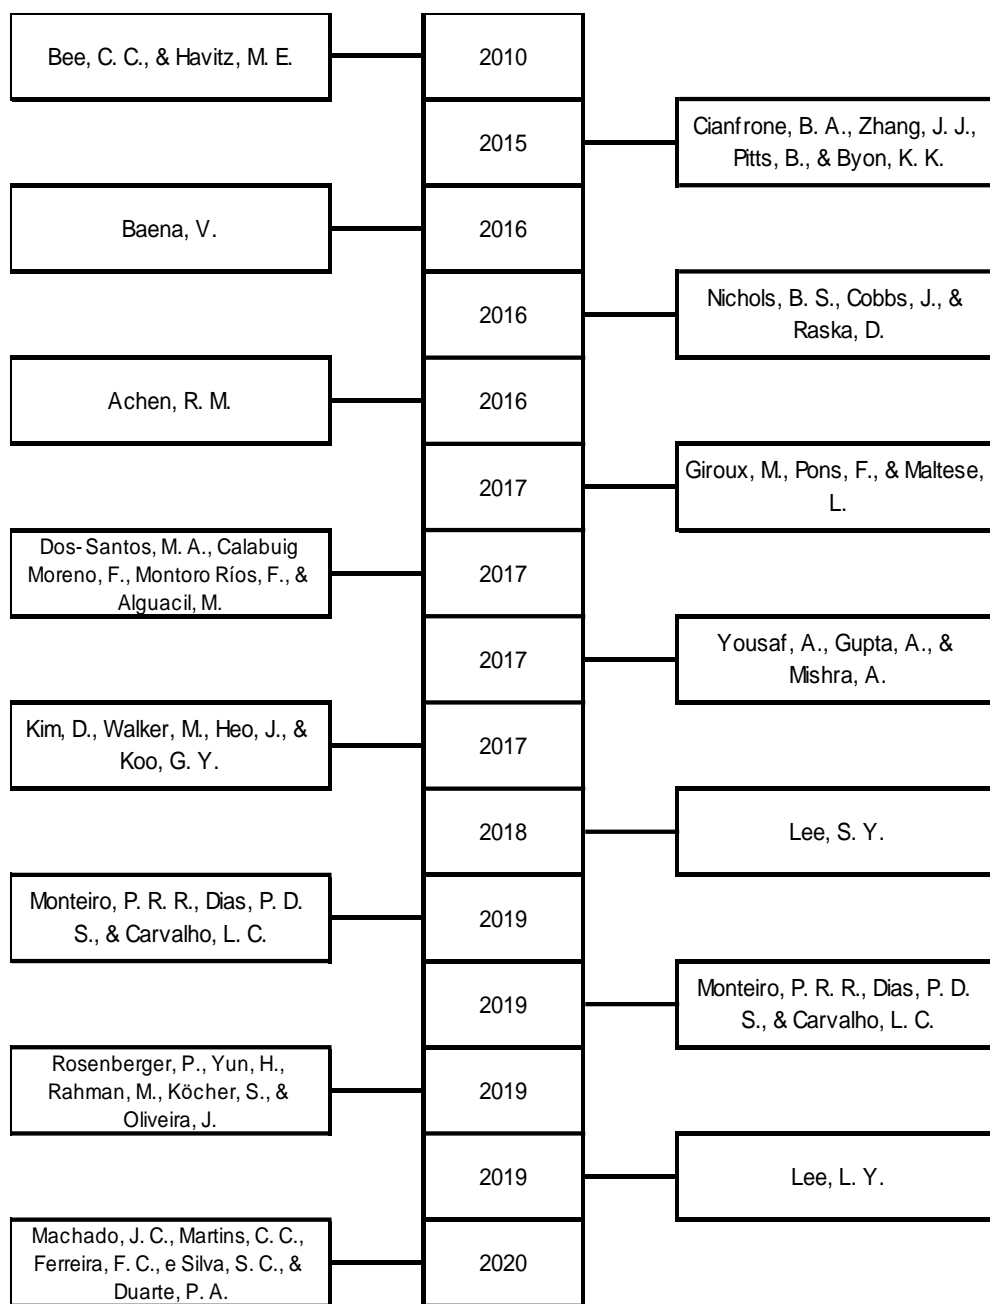 Bee, C. C., & Havitz, M. E.
2010
2015
Cianfrone, B. A., Zhang, J. J.,
Pitts, B., & Byon, K. K.
Baena, V.
2016
2016
Nichols, B. S., Cobbs, J., &
Raska, D.
Achen, R. M.
2016
2017
Giroux, M., Pons, F., & Maltese,
L.
Dos-Santos, M. A., Calabuig
Moreno, F., Montoro Ríos, F., &
Alguacil, M.
2017
2017
Yousaf, A., Gupta, A., &
Mishra, A.
Kim, D., Walker, M., Heo, J., &
Koo, G. Y.
2017
2018
Lee, S. Y.
Monteiro, P. R. R., Dias, P. D.
S., & Carvalho, L. C.
2019
2019
Monteiro, P. R. R., Dias, P. D.
S., & Carvalho, L. C.
Rosenberger, P., Yun, H.,
Rahman, M., Köcher, S., &
Oliveira, J.
2019
2019
Lee, L. Y.
Machado, J. C., Martins, C. C.,
Ferreira, F. C., e Silva, S. C., &
Duarte, P. A.
2020